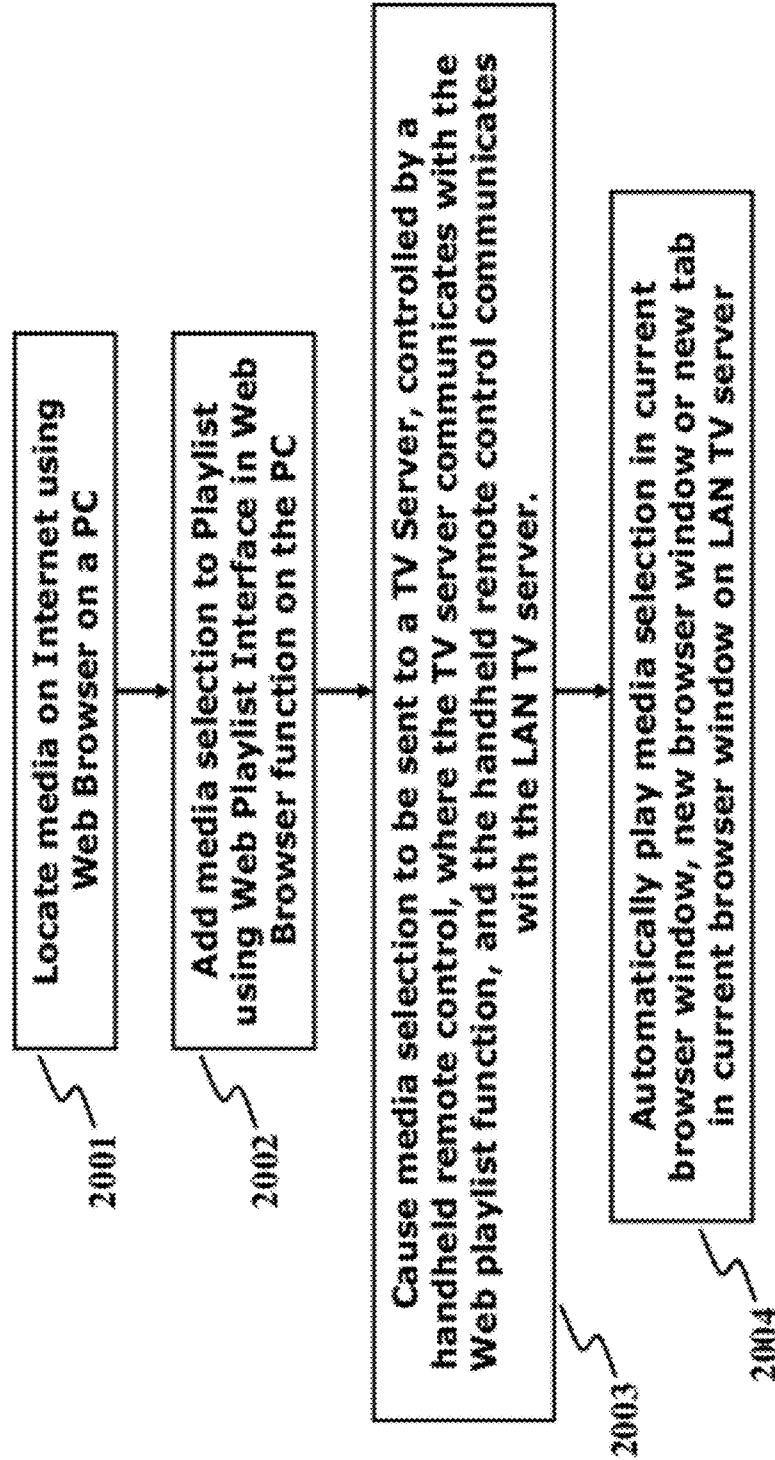 Locate media on Internet using
Web Browser on a PC
2001
Add media selection to Playlist
using Web Playlist Interface in Web
Browser function on the PC
2002
Cause media selection to be sent to a TV Server, controlled by a
handheld remote control, where the TV server communicates with the
Web playlist function, and the handheld remote control communicates
with the LAN TV server.
2003
Automatically play media selection in current
browser window, new browser window or new tab
in current browser window on LAN TV server
2004